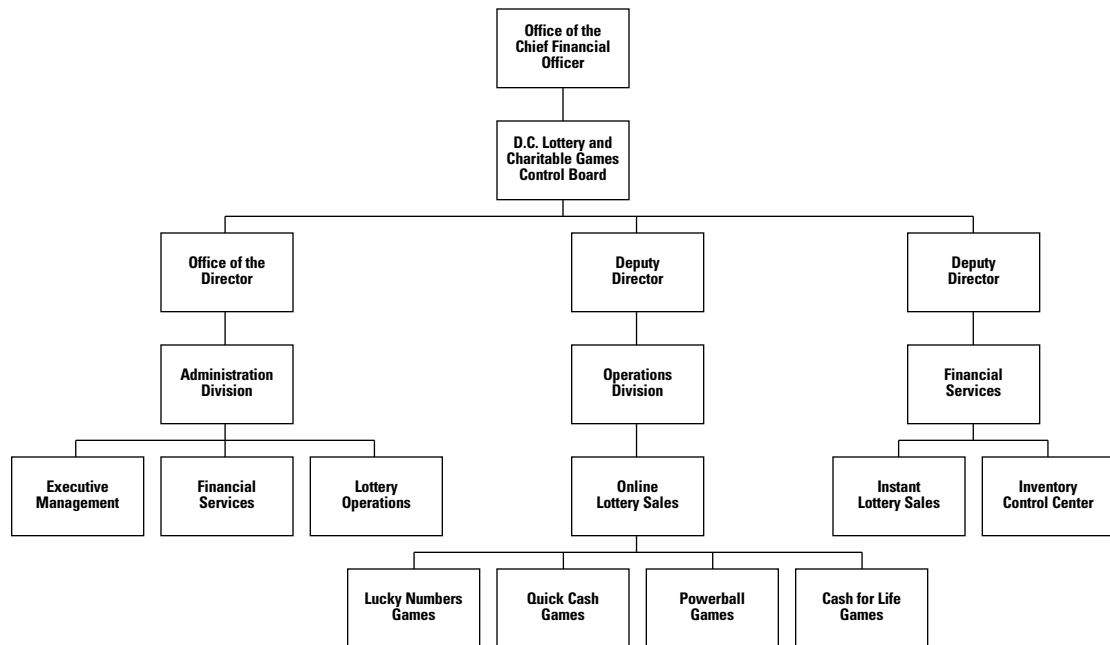 Office of the
Chief Financial
Officer
D.C. Lottery and
Charitable Games
Control Board
Office of the
Director
Deputy
Director
Deputy
Director
Administration
Division
Operations
Division
Financial
Services
Executive
Management
Financial
Services
Lottery
Operations
Online
Lottery Sales
Instant
Lottery Sales
Inventory
Control Center
Lucky Numbers
Games
Quick Cash
Games
Powerball
Games
Cash for Life
Games